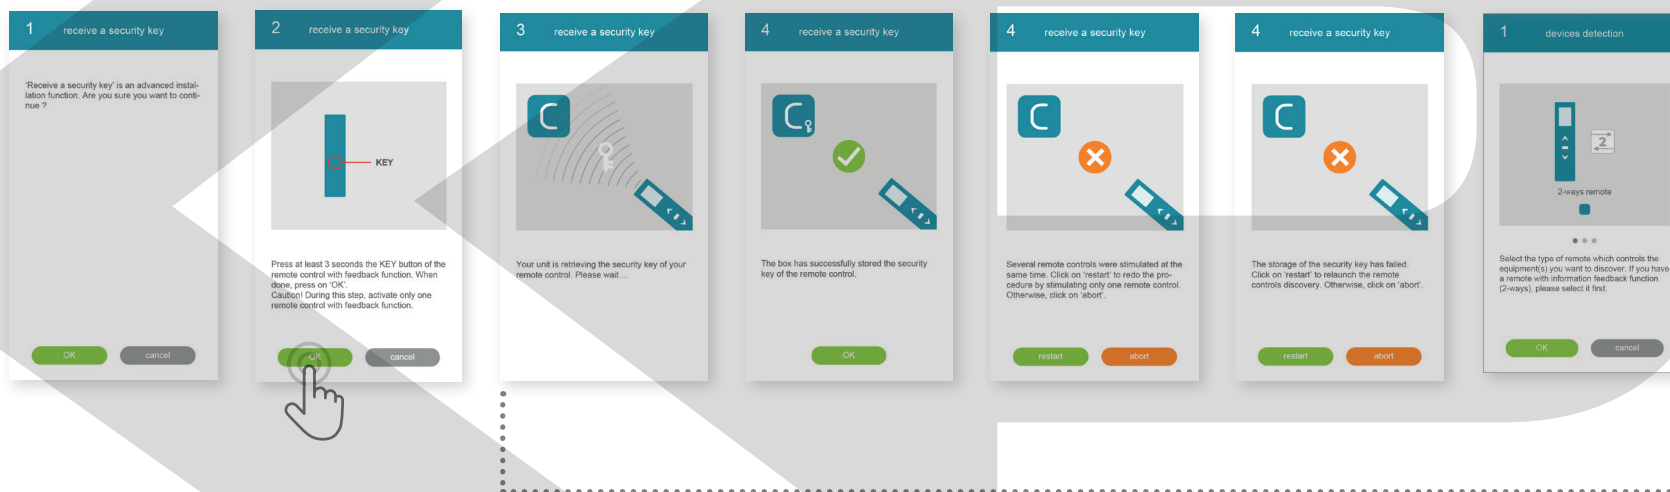 1 receive a security key
'Receive a security key' is an advanced instal-
lation function. Are you sure you want to conti-
nue ?
OK cancel
2 receive a security key
KEY
Press at least 3 seconds the KEY button of the
remote control with feedback function. When
done, press on 'OK'.
Caution! During this step, activate only one
remote control with feedback function.
OK cancel
3 receive a security key
C
Your unit is retrieving the security key of your
remote control. Please wait ...
4 receive a security key
C
The box has successfully stored the security
key of the remote control.
OK
4 receive a security key
C
Several remote controls were stimulated at the
same time. Click on 'restart' to redo the pro-
cedure by stimulating only one remote control.
Otherwise, click on 'abort'.
restart abort
4 receive a security key
C
The storage of the security key has failed.
Click on 'restart' to relaunch the remote
controls discovery. Otherwise, click on 'abort'.
restart abort
1 devices detection
2
2-ways remote
Select the type of remote which controls the
equipment(s) you want to discover. If you have
a remote with information feedback function
(2-ways), please select it first.
OK cancel